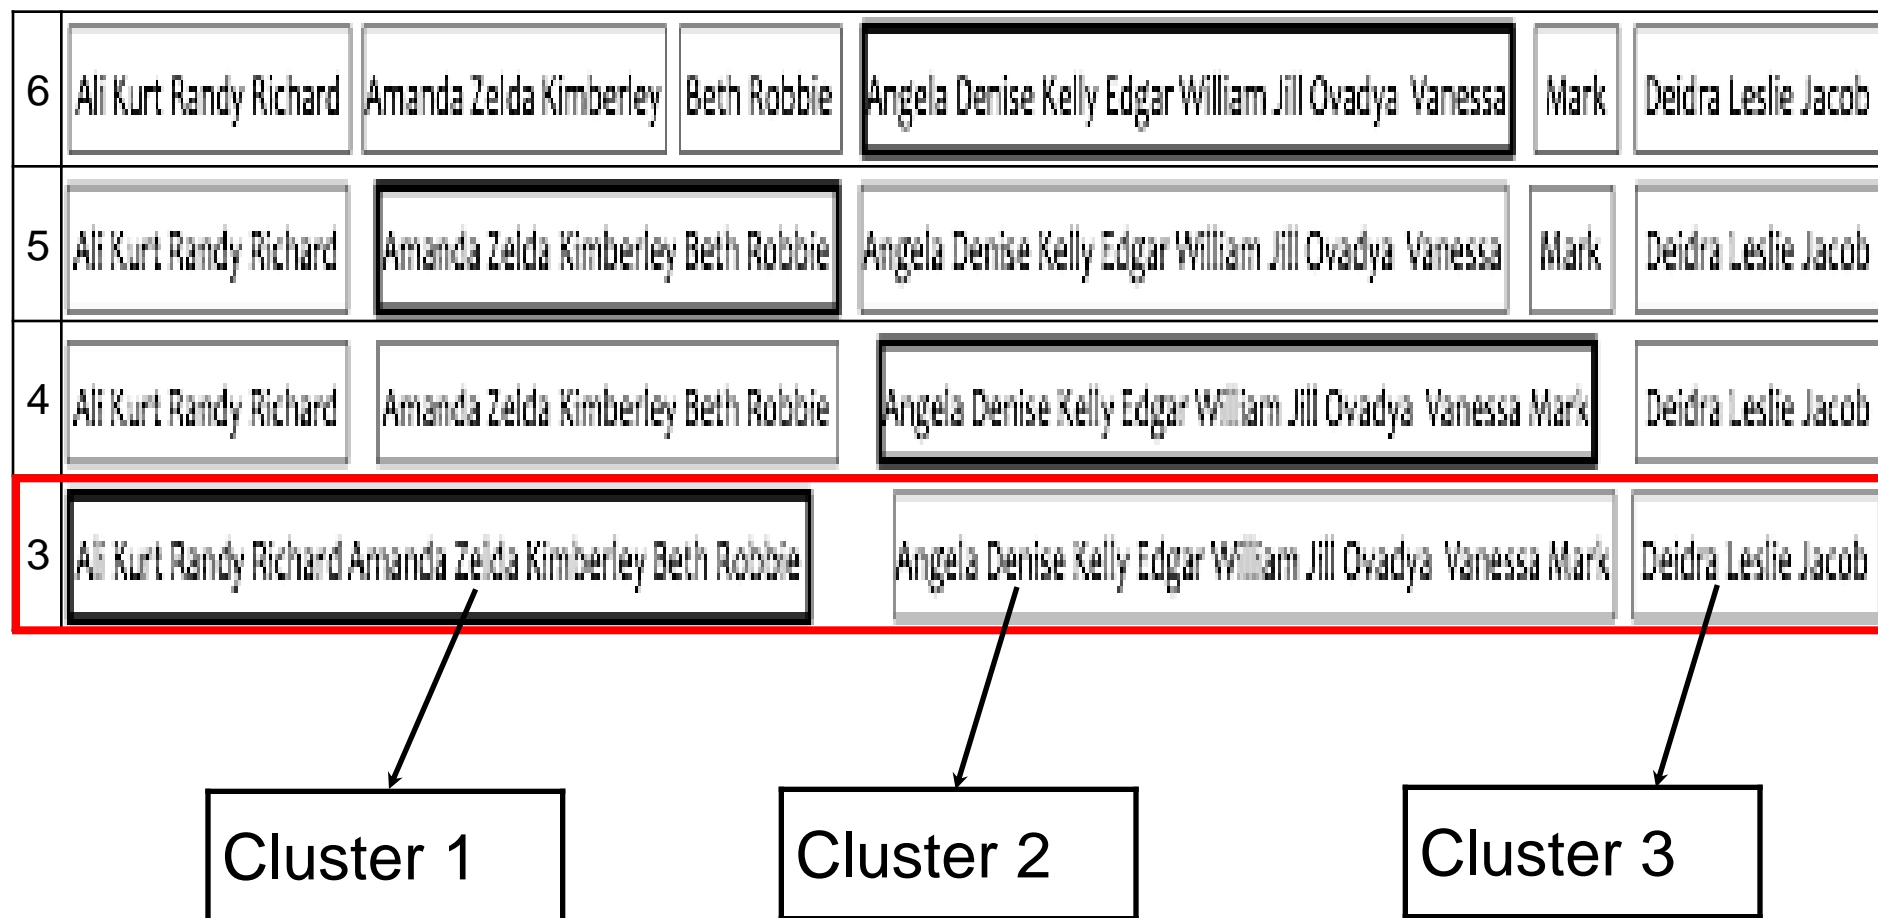 6 Ali Kurt Randy Richard Amanda Zelda Kimberley Beth Robbie Angela Denise Kelly Edgar William Jill Ovadya Vanessa Mark Deidra Leslie Jacob
5 Ali Kurt Randy Richard Amanda Zelda Kimberley Beth Robbie Angela Denise Kelly Edgar William Jill Ovadya Vanessa Mark Deidra Leslie Jacob
4 Ali Kurt Randy Richard Amanda Zelda Kimberley Beth Robbie Angela Denise Kelly Edgar William Jill Ovadya Vanessa Mark Deidra Leslie Jacob
3 Ali Kurt Randy Richard Amanda Zelda Kimberley Beth Robbie Angela Denise Kelly Edgar William Jill Ovadya Vanessa Mark Deidra Leslie Jacob
Cluster 1 Cluster 2 Cluster 3